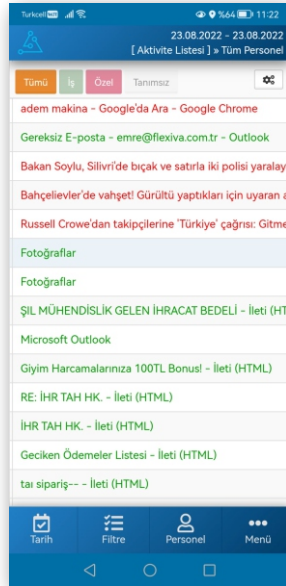 Turkcell %64 11:22
23.08.2022 - 23.08.2022
[ Aktivite Listesi ] » Tüm Personel
Tümü İş Özel Tanımsız
adem makina - Google'da Ara - Google Chrome
Gereksiz E-posta - emre@flexiva.com.tr - Outlook
Bakan Soylu, Silivri'de bıçak ve satırla iki polisi yaralay
Bahçelievler'de vahşet! Gürültü yaptıkları için uyaran a
Russell Crowe'dan takipçilerine 'Türkiye' çağrısı: Gitme
Fotoğraflar
Fotoğraflar
ŞIL MÜHENDİSLİK GELEN İHRACAT BEDELİ - İleti (HT
Microsoft Outlook
Giyim Harcamalarınıza 100TL Bonus! - İleti (HTML)
RE: İHR TAH HK. - İleti (HTML)
İHR TAH HK. - İleti (HTML)
Geciken Ödemeler Listesi - İleti (HTML)
taı sipariş-- - İleti (HTML)
Tarih Filtre Personel Menü